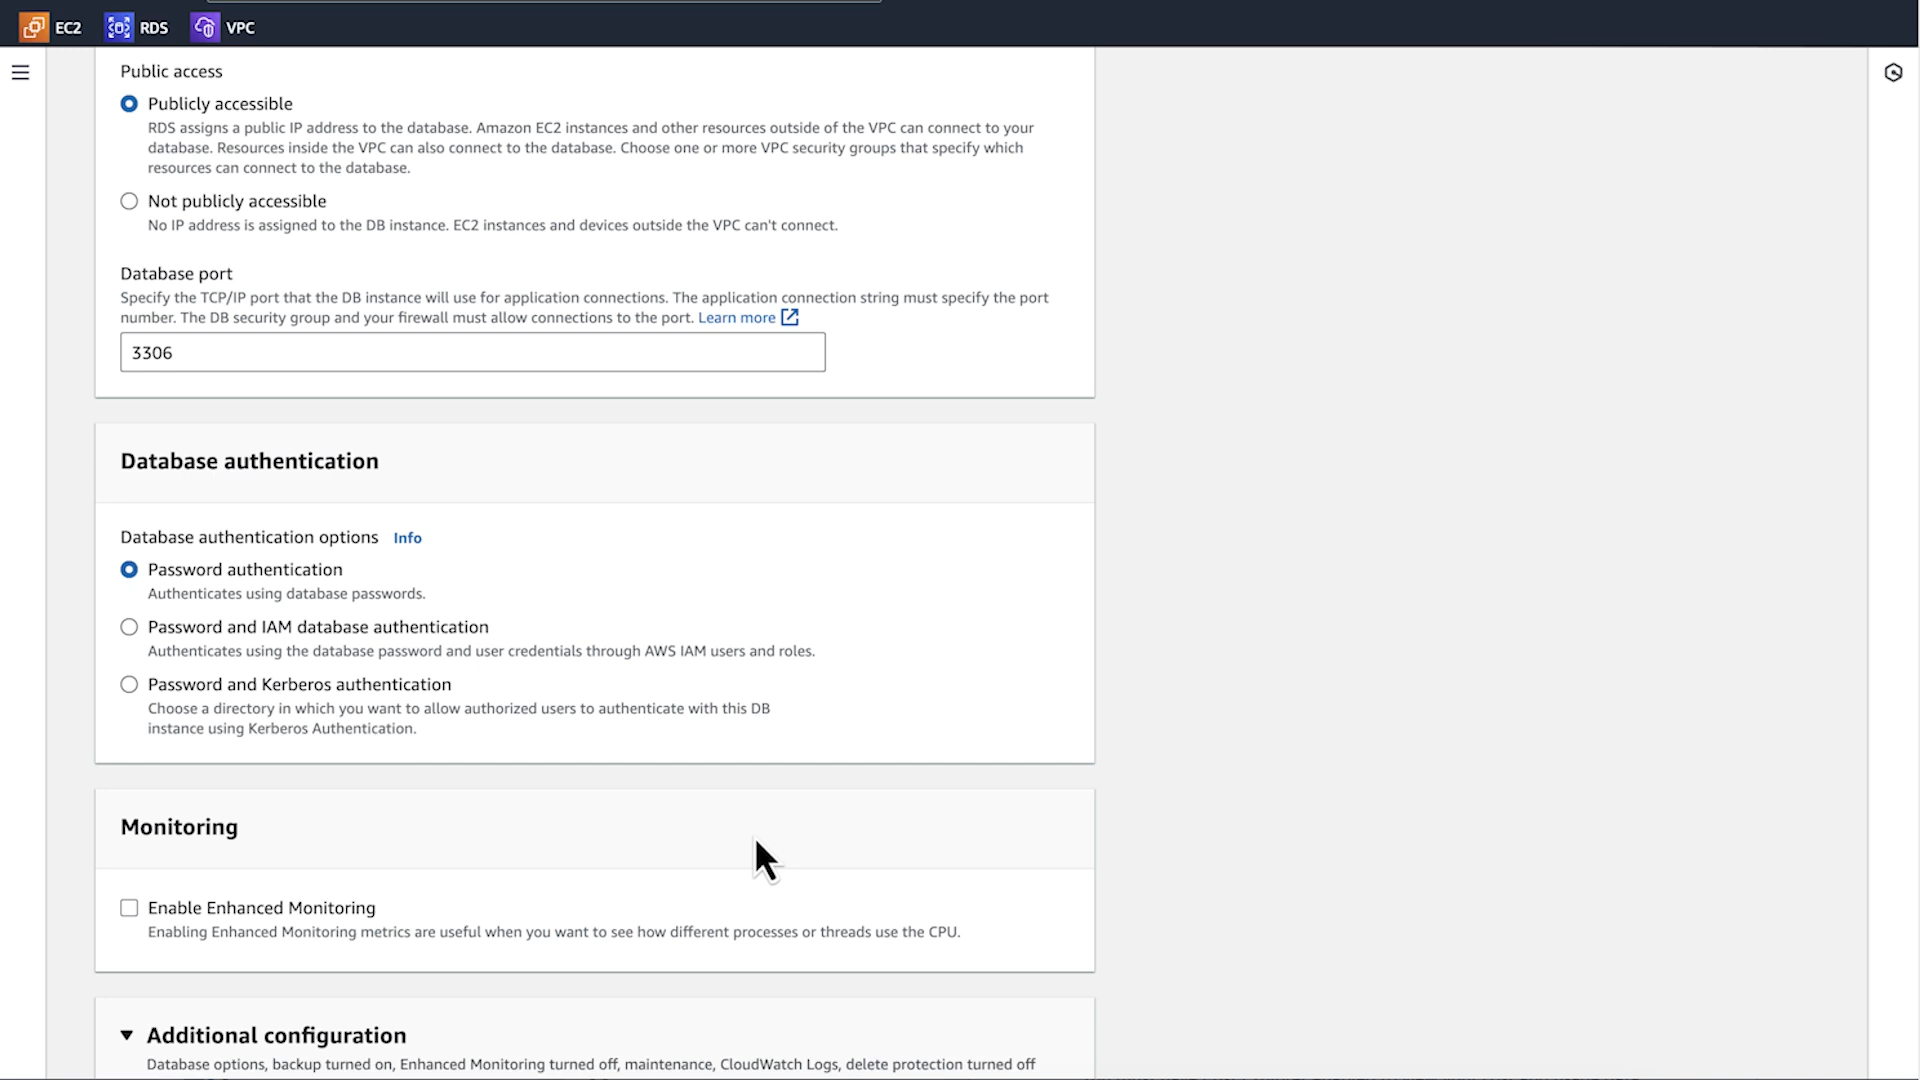 EC2 RDS VPC
Public access
Publicly accessible
RDS assigns a public IP address to the database. Amazon EC2 instances and other resources outside of the VPC can connect to your
database. Resources inside the VPC can also connect to the database. Choose one or more VPC security groups that specify which
resources can connect to the database.
Not publicly accessible
No IP address is assigned to the DB instance. EC2 instances and devices outside the VPC can't connect.
Database port
Specify the TCP/IP port that the DB instance will use for application connections. The application connection string must specify the port
number. The DB security group and your firewall must allow connections to the port. Learn more
3306
Database authentication
Database authentication options Info
Password authentication
Authenticates using database passwords.
Password and IAM database authentication
Authenticates using the database password and user credentials through AWS IAM users and roles.
Password and Kerberos authentication
Choose a directory in which you want to allow authorized users to authenticate with this DB
instance using Kerberos Authentication.
Monitoring
Enable Enhanced Monitoring
Enabling Enhanced Monitoring metrics are useful when you want to see how different processes or threads use the CPU.
Additional configuration
Database options, backup turned on, Enhanced Monitoring turned off, maintenance, CloudWatch Logs, delete protection turned off